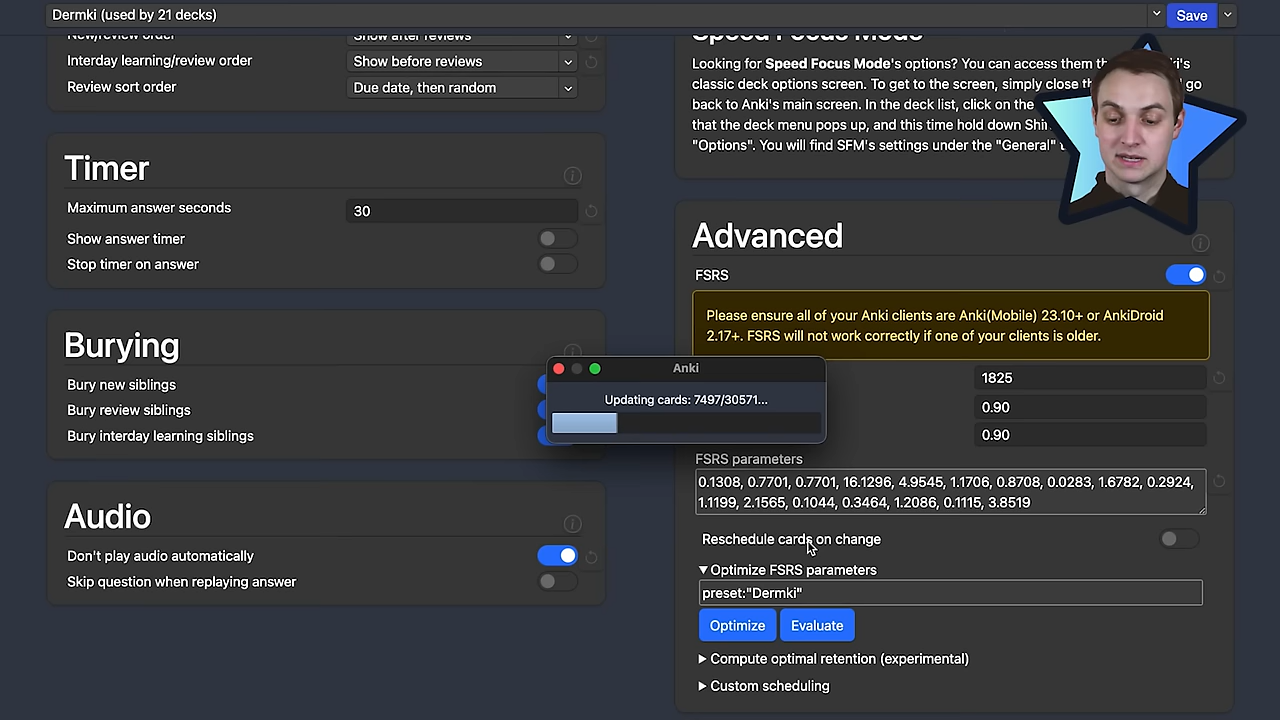 Dermki (used by 21 decks)
Save
New/review order
Show after reviews
Interday learning/review order
Show before reviews
Review sort order
Due date, then random
Timer
Maximum answer seconds
30
Show answer timer
Stop timer on answer
Burying
Bury new siblings
Bury review siblings
Bury interday learning siblings
Audio
Don't play audio automatically
Skip question when replaying answer
Speed Focus Mode
Looking for Speed Focus Mode's options? You can access them 's
classic deck options screen. To get to the screen, simply close go
back to Anki's main screen. In the deck list, click on the
that the deck menu pops up, and this time hold down
"Options". You will find SFM's settings under the "General"
Advanced
FSRS
Please ensure all of your Anki clients are Anki(Mobile) 23.10+ or AnkiDroid
2.17+. FSRS will not work correctly if one of your clients is older.
Anki
Updating cards: 7497/30571...
1825
0.90
0.90
FSRS parameters
0.1308, 0.7701, 0.7701, 16.1296, 4.9545, 1.1706, 0.8708, 0.0283, 1.6782, 0.2924,
1.1199, 2.1565, 0.1044, 0.3464, 1.2086, 0.1115, 3.8519
Reschedule cards on change
Optimize FSRS parameters
preset:"Dermki"
Optimize
Evaluate
Compute optimal retention (experimental)
Custom scheduling